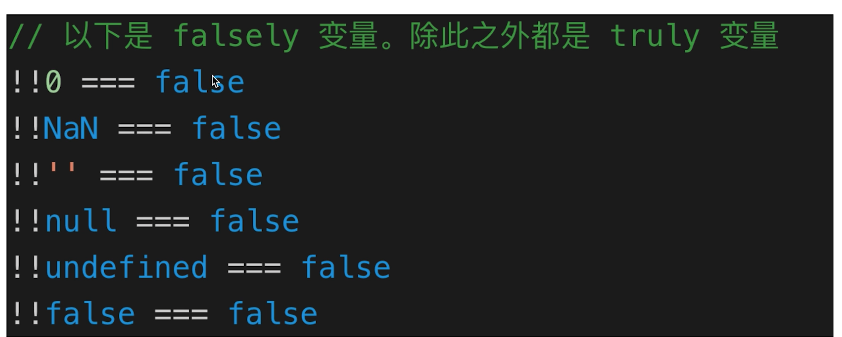 // 以下是 falsely 变量。除此之外都是 truly 变量
!!0 === false
!!NaN === false
!!'' === false
!!null === false
!!undefined === false
!!false === false